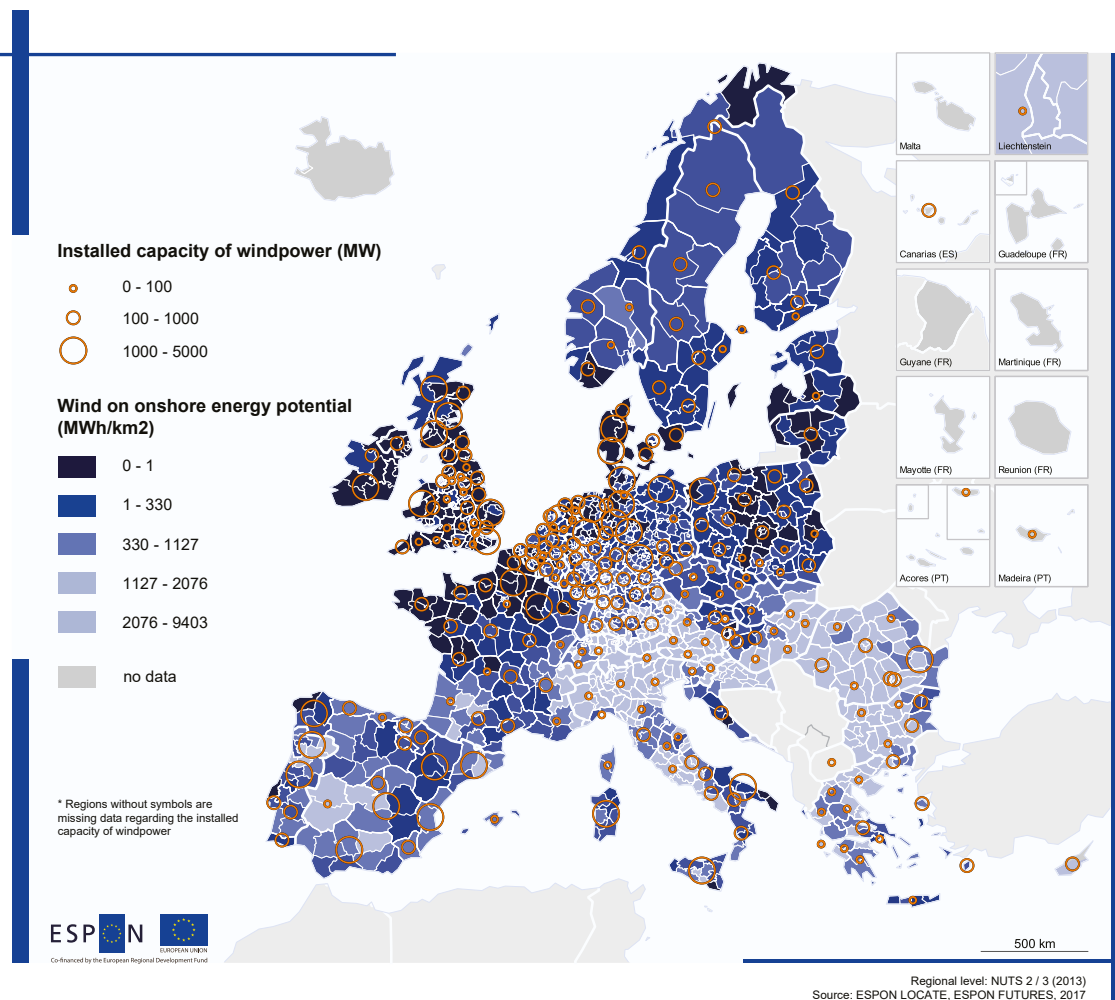 Installed capacity of windpower (MW)
0 - 100
100 - 1000
1000 - 5000
Wind on onshore energy potential
(MWh/km2)
0 - 1
1 - 330
330 - 1127
1127 - 2076
2076 - 9403
no data
* Regions without symbols are
missing data regarding the installed
capacity of windpower
Malta
Liechtenstein
Canarias (ES)
Guadeloupe (FR)
Guyane (FR)
Martinique (FR)
Mayotte (FR)
Reunion (FR)
Acores (PT)
Madeira (PT)
ESPON
EUROPEAN UNION
Co-financed by the European Regional Development Fund
500 km
Regional level: NUTS 2 / 3 (2013)
Source: ESPON LOCATE, ESPON FUTURES, 2017